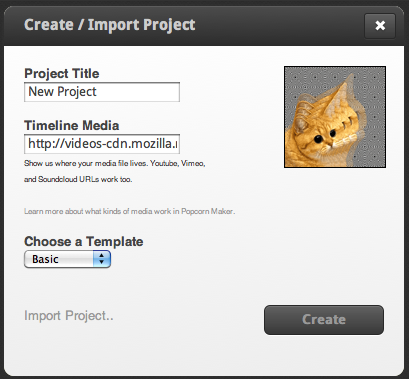 Create / Import Project
Project Title
New Project
Timeline Media
http://videos-cdn.mozilla.
Show us where your media file lives. Youtube, Vimeo,
and Soundcloud URLs work too.
Learn more about what kinds of media work in Popcorn Maker.
Choose a Template
Basic
Import Project..
Create